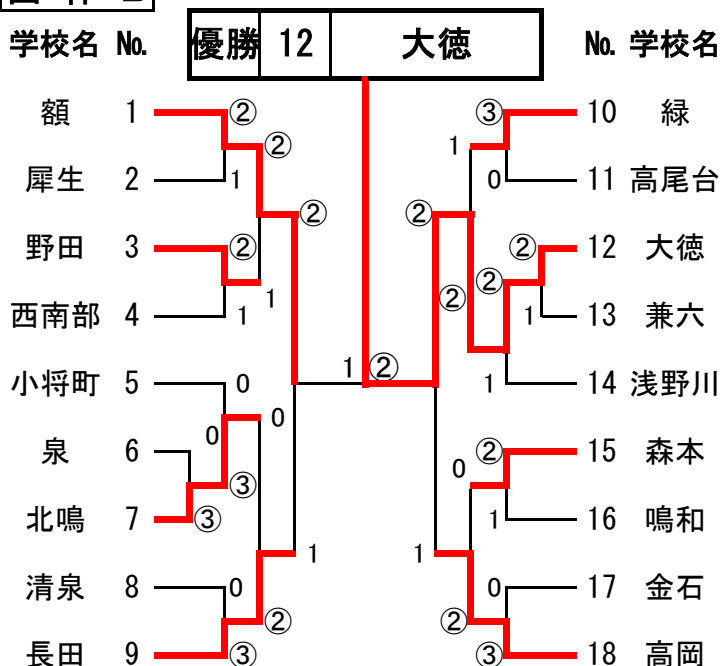 学校名 No. 優勝 12 大徳 No. 学校名
額 1 ② ③ 10 緑
② 1
犀生 2 1 0 11 高尾台
② ②
野田 3 ② ② 12 大徳
② ②
西南部 4 1 1 1 13 兼六
1 ②
小将町 5 0 1 14 浅野川
0 0
泉 6 ② 15 森本
③ 0
北鳴 7 ③ 1 16 鳴和
1 1
清泉 8 0 0 17 金石
② ②
長田 9 ③ ③ 18 高岡